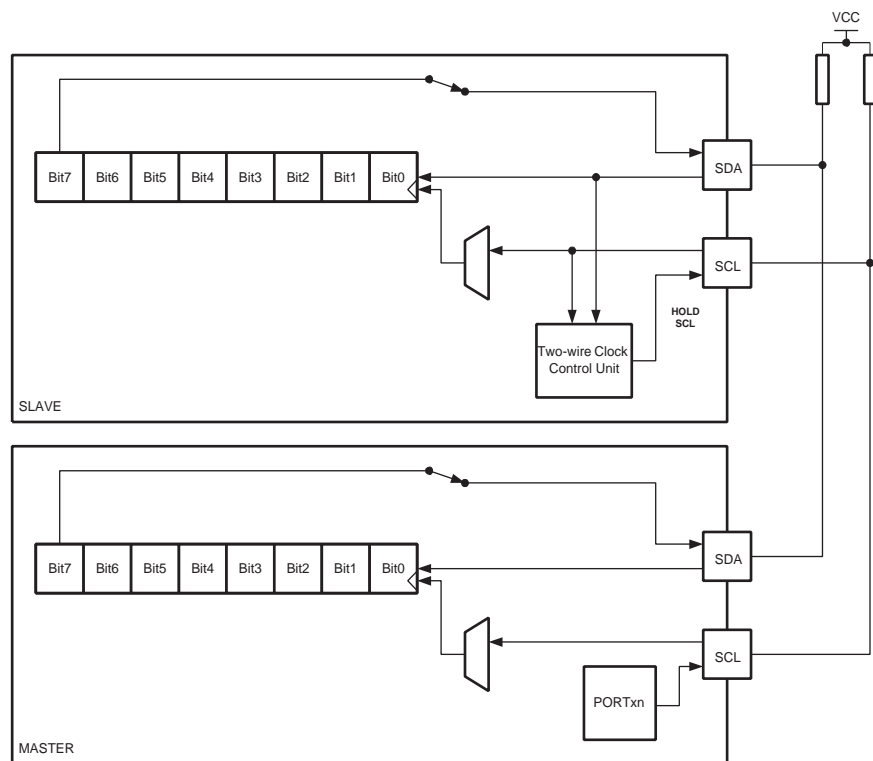 VCC
Bit7 Bit6 Bit5 Bit4 Bit3 Bit2 Bit1 Bit0
SDA
SCL
HOLD
SCL
Two-wire Clock
Control Unit
SLAVE
Bit7 Bit6 Bit5 Bit4 Bit3 Bit2 Bit1 Bit0
SDA
SCL
PORTxn
MASTER